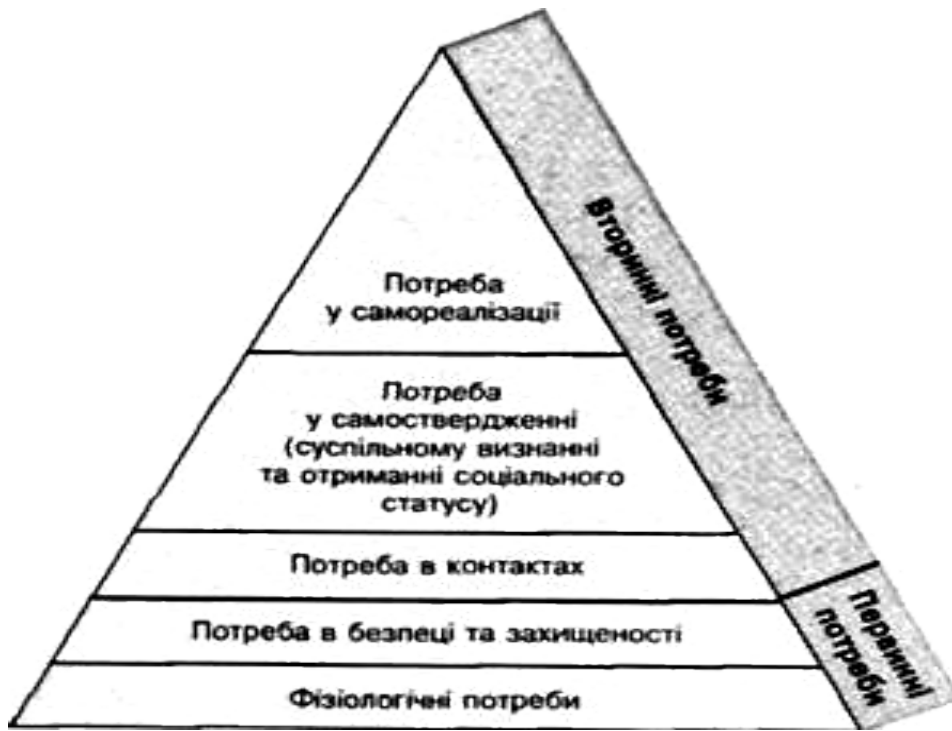 Потреба
у самореалізації
Потреба
у самоствердженні
(суспільному визнанні
та отриманні соціального
статусу)
Потреба в контактах
Потреба в безпеці та захищеності
Фізіологічні потреби
Вторинні потреби
Первинні
потреби